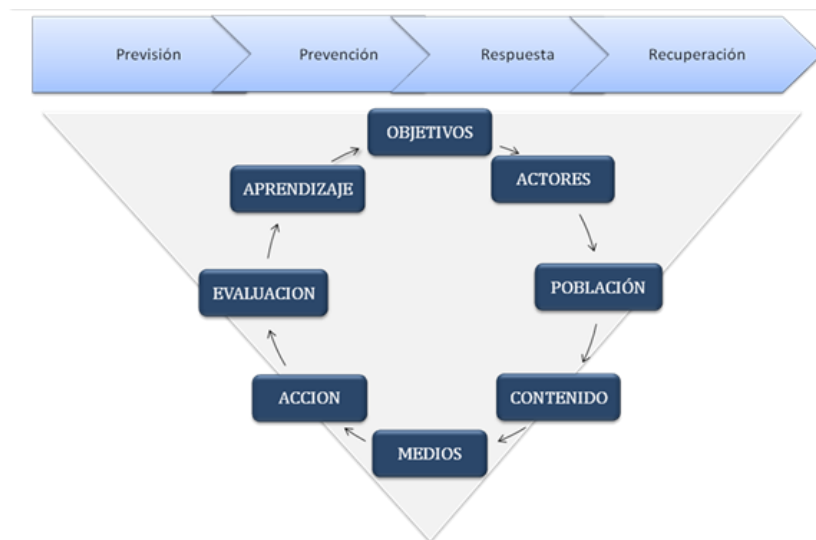 Previsión
Prevención
Respuesta
Recuperación
OBJETIVOS
ACTORES
POBLACIÓN
CONTENIDO
MEDIOS
ACCION
EVALUACION
APRENDIZAJE